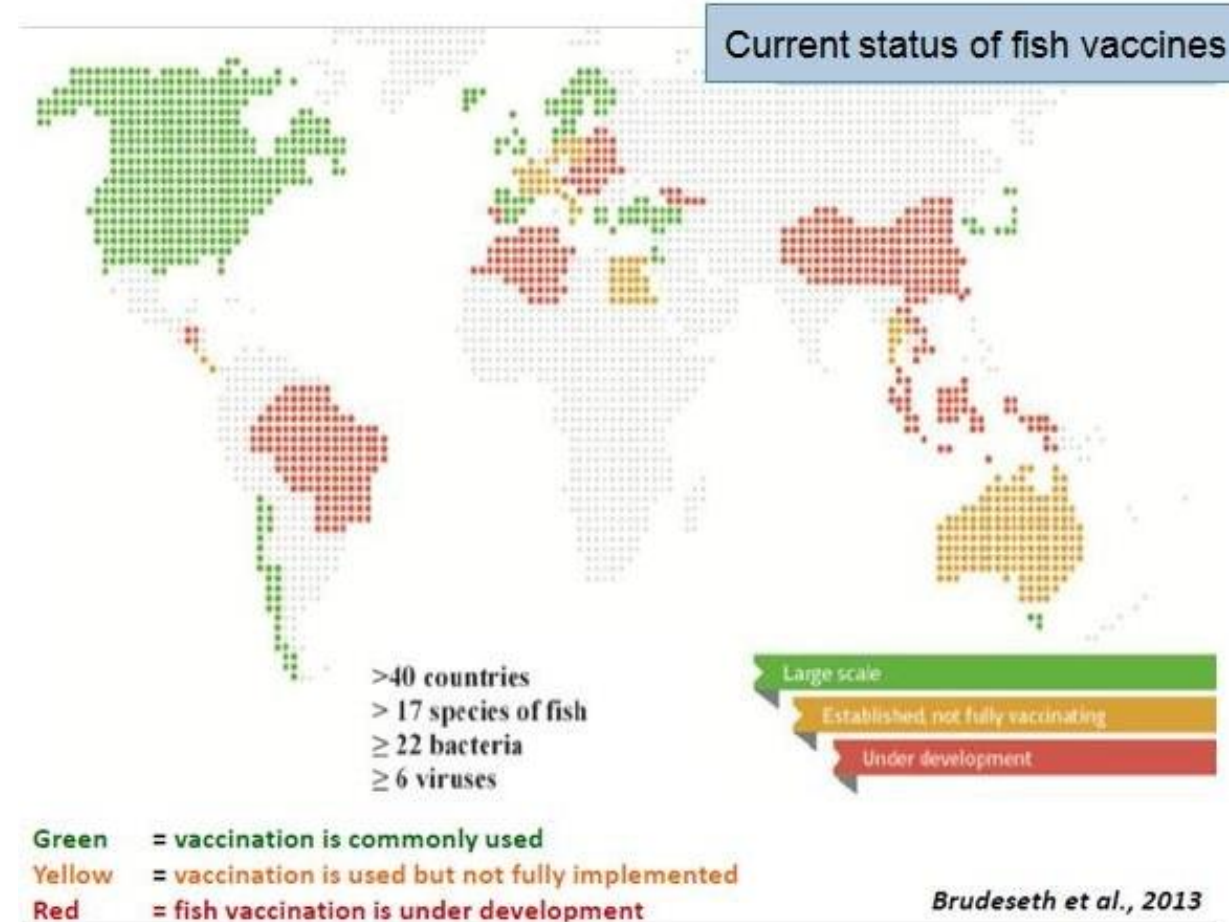 Current status of fish vaccines
>40 countries
> 17 species of fish
≥ 22 bacteria
≥ 6 viruses
Large scale
Established, not fully vaccinating
Under development
Green = vaccination is commonly used
Yellow = vaccination is used but not fully implemented
Red = fish vaccination is under development
Brudeseth et al., 2013